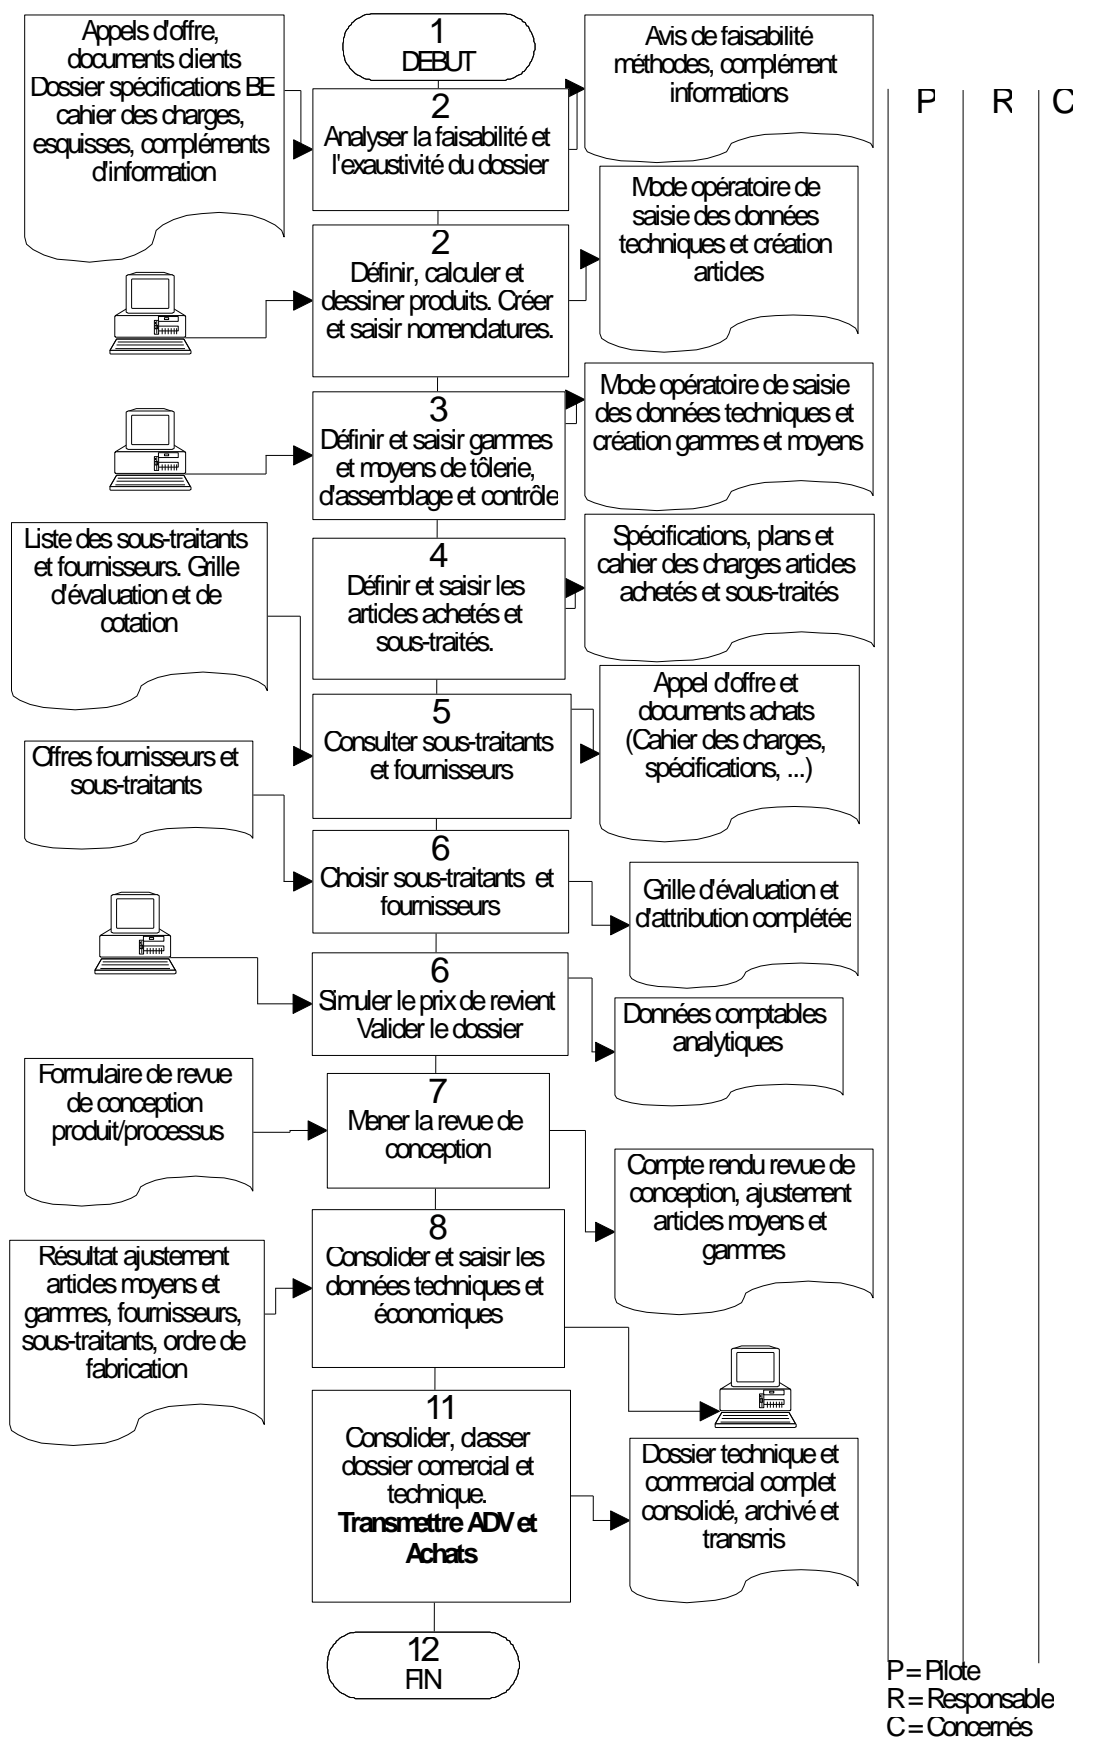 Appels d'offre,
documents clients
Dossier spécifications BE
cahier des charges,
esquisses, compléments
d'information
1
DEBUT
Avis de faisabilité
méthodes, complément
informations
P R C
2
Analyser la faisabilité et
l'exaustivité du dossier
Mode opératoire de
saisie des données
techniques et création
articles
2
Définir, calculer et
dessiner produits. Créer
et saisir nomenclatures.
Mode opératoire de saisie
des données techniques et
création gammes et moyens
3
Définir et saisir gammes
et moyens de tôlerie,
d'assemblage et contrôle
Liste des sous-traitants
et fournisseurs. Grille
d'évaluation et de
cotation
Spécifications, plans et
cahier des charges articles
achetés et sous-traités
4
Définir et saisir les
articles achetés et
sous-traités.
Appel d'offre et
documents achats
(Cahier des charges,
spécifications, ...)
5
Consulter sous-traitants
et fournisseurs
Offres fournisseurs et
sous-traitants
6
Choisir sous-traitants et
fournisseurs
Grille d'évaluation et
d'attribution complétée
6
Simuler le prix de revient
Valider le dossier
Données comptables
analytiques
Formulaire de revue
de conception
produit/processus
7
Mener la revue de
conception
Compte rendu revue de
conception, ajustement
articles moyens et
gammes
8
Consolider et saisir les
données techniques et
économiques
Résultat ajustement
articles moyens et
gammes, fournisseurs,
sous-traitants, ordre de
fabrication
11
Consolider, classer
dossier comercial et
technique.
Transmettre ADV et
Achats
Dossier technique et
commercial complet
consolidé, archivé et
transmis
12
FIN
P = Pilote
R = Responsable
C = Concernés